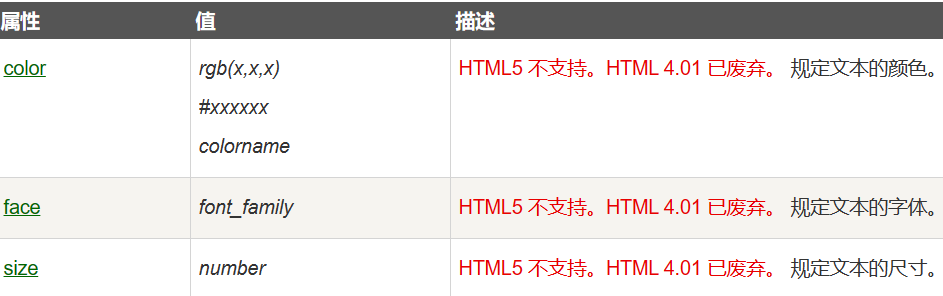 属性 值 描述
color rgb(x,x,x) HTML5 不支持。HTML 4.01 已废弃。 规定文本的颜色。
#xxxxxx
colorname
face font_family HTML5 不支持。HTML 4.01 已废弃。 规定文本的字体。
size number HTML5 不支持。HTML 4.01 已废弃。 规定文本的尺寸。